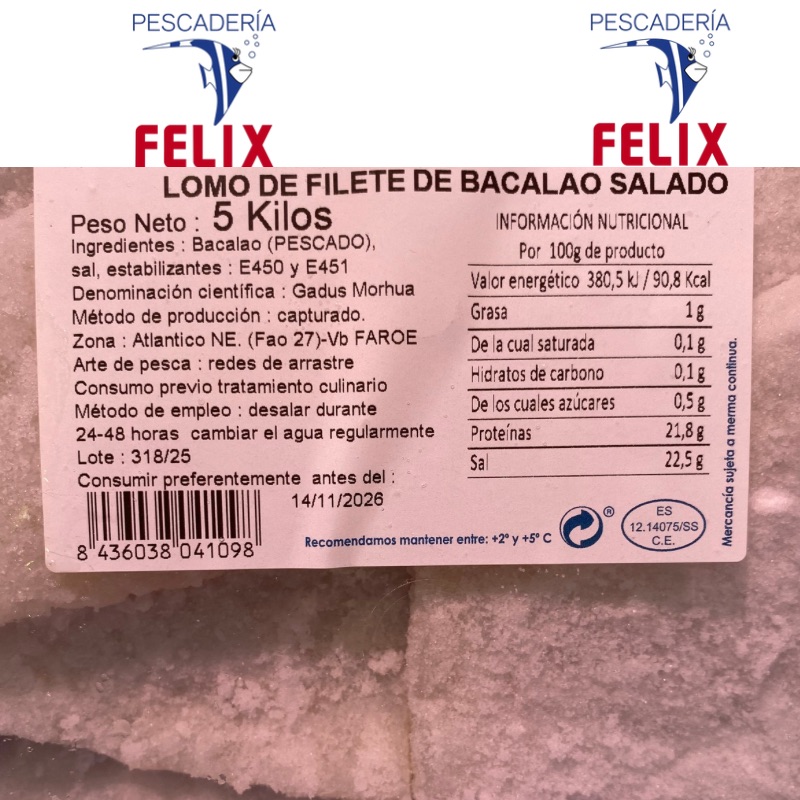 PESCADERÍA
FELIX
PESCADERÍA
FELIX
LOMO DE FILETE DE BACALAO SALADO
Peso Neto : 5 Kilos
Ingredientes : Bacalao (PESCADO),
sal, estabilizantes : E450 y E451
Denominación científica : Gadus Morhua
Método de producción : capturado.
Zona : Atlantico NE. (Fao 27)-Vb FAROE
Arte de pesca : redes de arrastre
Consumo previo tratamiento culinario
Método de empleo : desalar durante
24-48 horas cambiar el agua regularmente
Lote : 318/25
Consumir preferentemente antes del :
14/11/2026
8 436038 041098
INFORMACIÓN NUTRICIONAL
Por 100g de producto
Valor energético 380,5 kJ / 90,8 Kcal
Grasa 1 g
De la cual saturada 0,1 g
Hidratos de carbono 0,1 g
De los cuales azúcares 0,5 g
Proteínas 21,8 g
Sal 22,5 g
Recomendamos mantener entre: +2º y +5º C
®
ES
12.14075/SS
C.E.
Mercancía sujeta a merma continua.